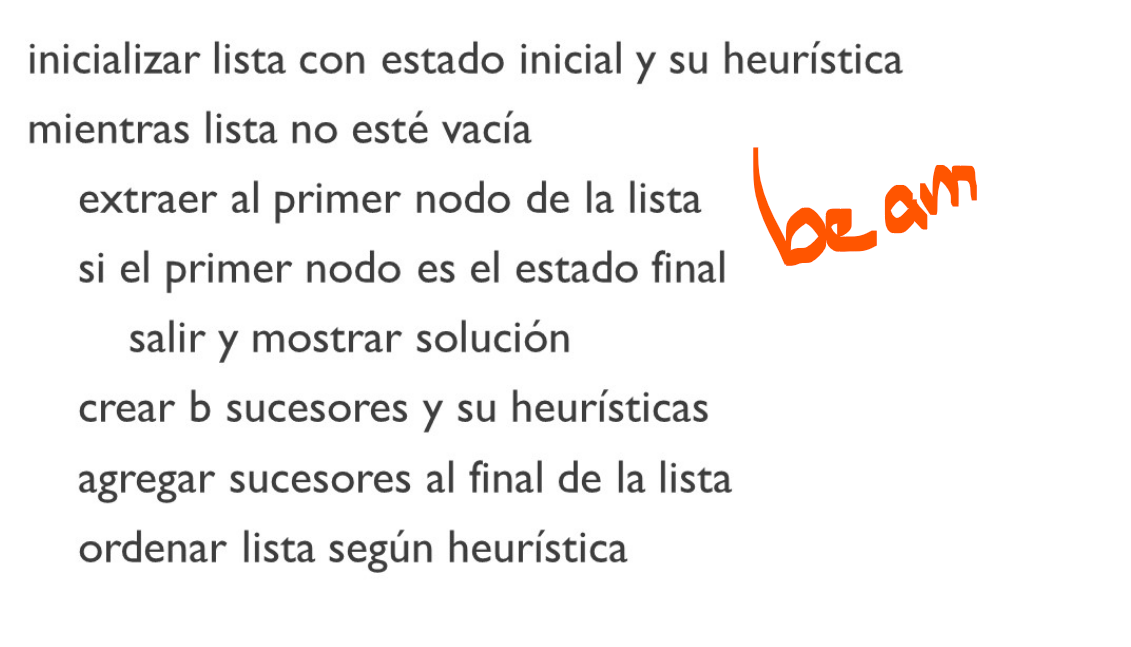 inicializar lista con estado inicial y su heurística
mientras lista no esté vacía
extraer al primer nodo de la lista
beam
si el primer nodo es el estado final
salir y mostrar solución
crear b sucesores y su heurísticas
agregar sucesores al final de la lista
ordenar lista según heurística